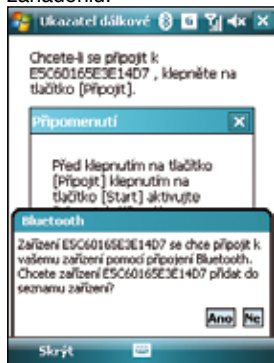 Ukazatel dálkové
Chcete-li se připojit k
E5C60165E3E14D7 , klepněte na
tlačítko [Připojit].
Připomenutí
Před klepnutím na tlačítko
[Připojit] klepnutím na
tlačítko [Start] aktivujte
Bluetooth
Zařízení E5C60165E3E14D7 se chce připojit k
vašemu zařízení pomocí připojení Bluetooth.
Chcete zařízení E5C60165E3E14D7 přidat do
seznamu zařízení?
Ano Ne
Skrýt